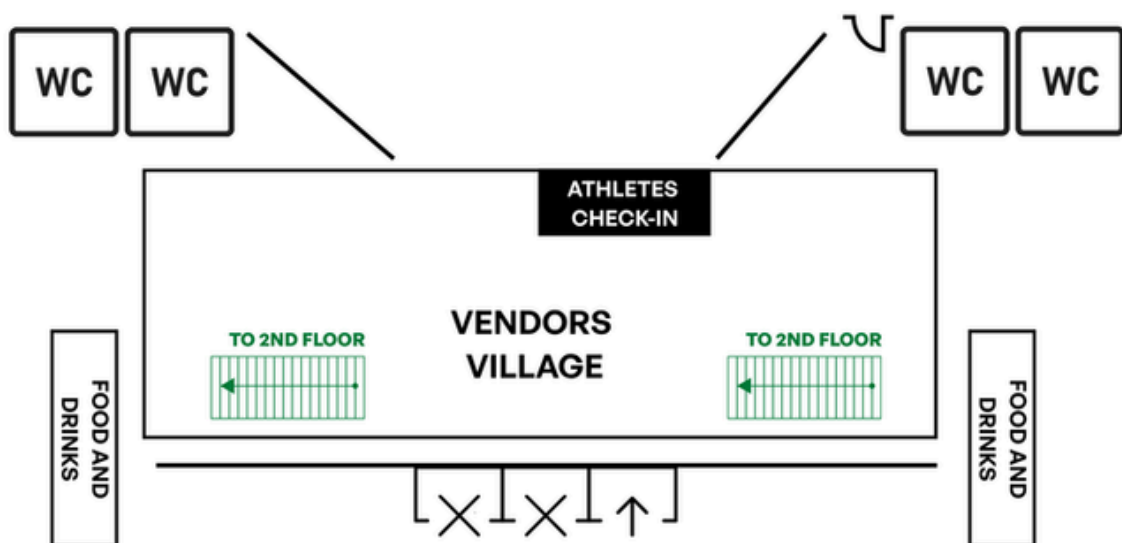 WC
WC
WC
WC
ATHLETES
CHECK-IN
VENDORS
VILLAGE
TO 2ND FLOOR
TO 2ND FLOOR
FOOD AND
DRINKS
FOOD AND
DRINKS